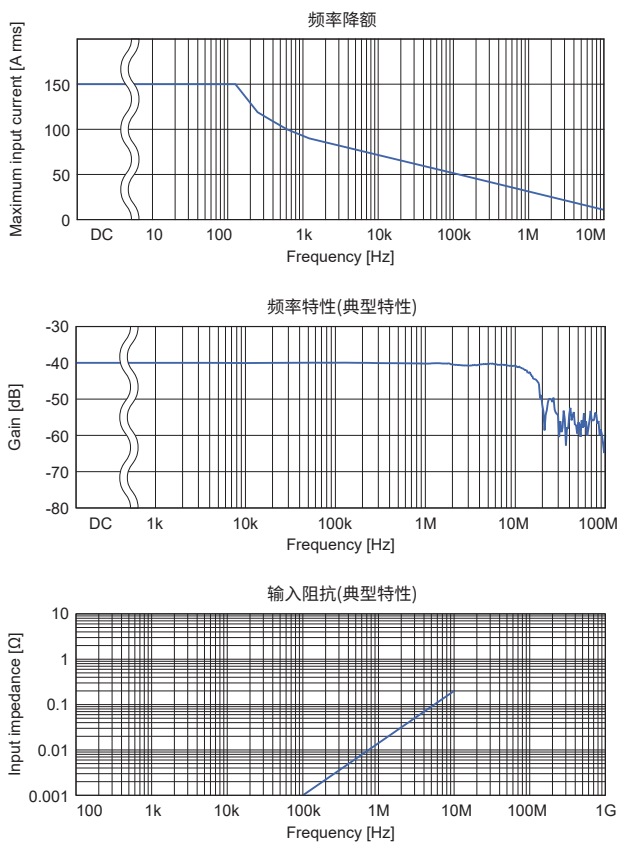 频率降额
Maximum input current [A rms]
150
100
50
0
DC 10 100 1k 10k 100k 1M 10M
Frequency [Hz]
频率特性(典型特性)
Gain [dB]
-30
-40
-50
-60
-70
-80
DC 1k 10k 100k 1M 10M 100M
Frequency [Hz]
输入阻抗(典型特性)
Input impedance [Ω]
10
1
0.1
0.01
0.001
100 1k 10k 100k 1M 10M 100M 1G
Frequency [Hz]